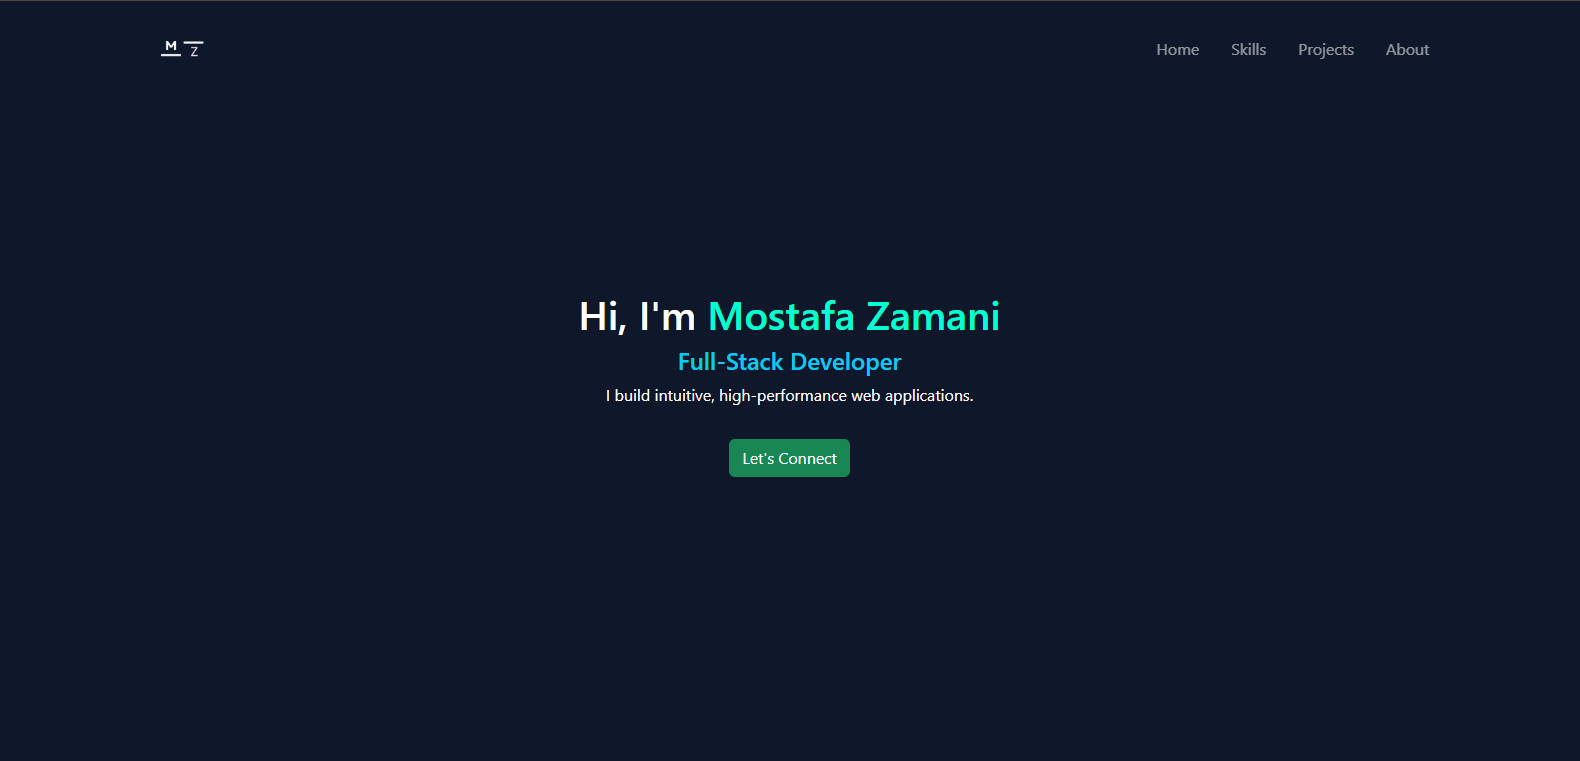 M Z
Home Skills Projects About
Hi, I'm Mostafa Zamani
Full-Stack Developer
I build intuitive, high-performance web applications.
Let's Connect